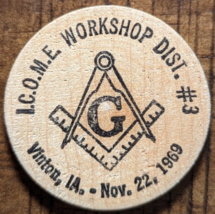 I.C.O.M.E WORKSHOP DIST. #3
G
Vinton, IA. - Nov. 22, 1969